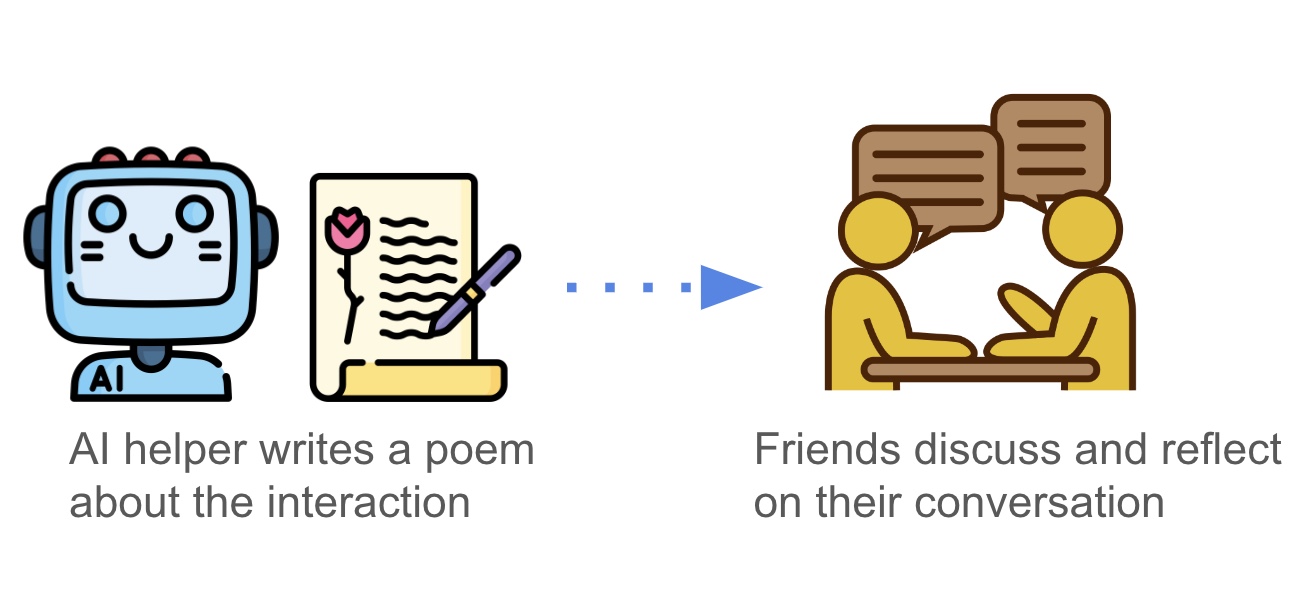 AI
AI helper writes a poem
about the interaction
Friends discuss and reflect
on their conversation